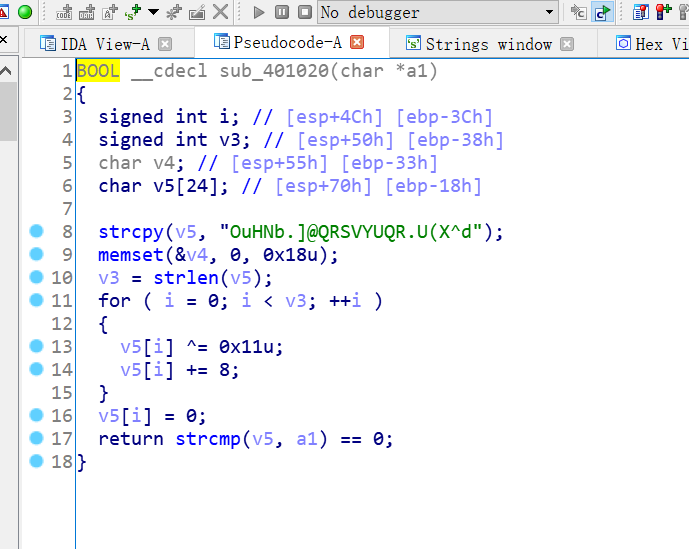 No debugger
IDA View-A Pseudocode-A Strings window Hex Vi
1 BOOL __cdecl sub_401020(char *a1)
2 {
3 signed int i; // [esp+4Ch] [ebp-3Ch]
4 signed int v3; // [esp+50h] [ebp-38h]
5 char v4; // [esp+55h] [ebp-33h]
6 char v5[24]; // [esp+70h] [ebp-18h]
7
8 strcpy(v5, "OuHNb.]@QRSVYUQR.U(X^d");
9 memset(&v4, 0, 0x18u);
10 v3 = strlen(v5);
11 for ( i = 0; i < v3; ++i )
12 {
13 v5[i] ^= 0x11u;
14 v5[i] += 8;
15 }
16 v5[i] = 0;
17 return strcmp(v5, a1) == 0;
18 }